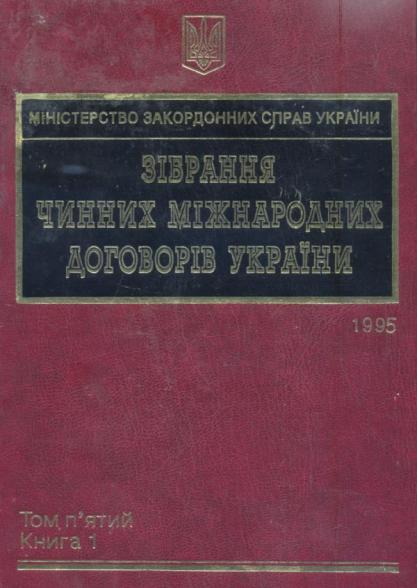 МІНІСТЕРСТВО ЗАКОРДОННИХ СПРАВ УКРАЇНИ
ЗІБРАННЯ
ЧИННИХ МІЖНАРОДНИХ
ДОГОВОРІВ УКРАЇНИ
1995
Том п’ятий
Книга 1